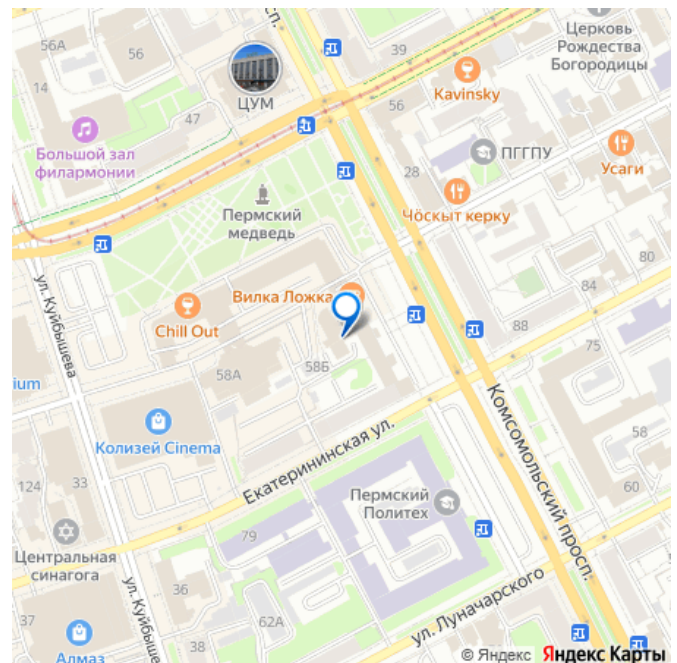 56А
56
39
Церковь
Рождества
Богородицы
14
ЦУМ
Kavinsky
47
56
Большой зал
филармонии
ПГГПУ
28
Усаги
Чӧскыт керку
Пермский
медведь
80
ул. Куйбышева
Вилка Ложка
84
Chill Out
88
75
58Б
58А
ium
Комсомольский просп.
Колизей Cinema
58
Екатерининская ул.
124
33
60
Пермский
Политех
79
Центральная
синагога
36
ул. Луначарского
ул. Куйбышева
37
62А
38
Алмаз
© Яндекс Яндекс Карты